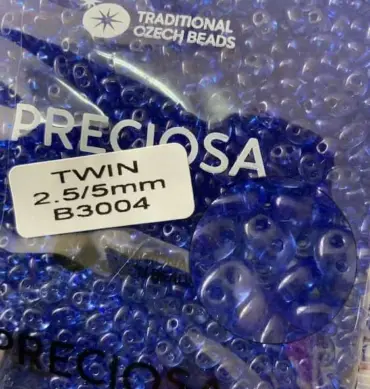 TRADITIONAL
CZECH BEADS
PRECIOSA
TWIN
2.5/5mm
B3004
PRECIOSA